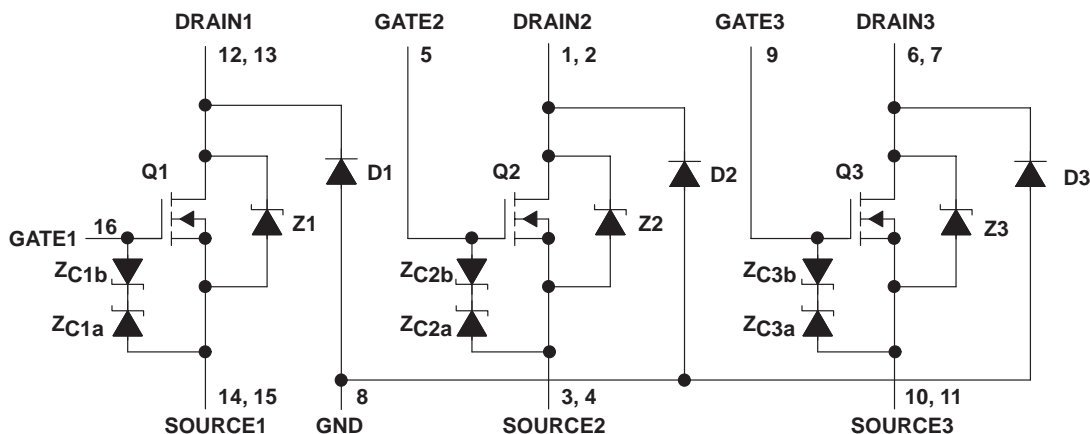 DRAIN1 GATE2 DRAIN2 GATE3 DRAIN3
12, 13 5 1, 2 9 6, 7
Q1 D1 Q2 D2 Q3 D3
16 Z1 Z2 Z3
GATE1
ZC1b ZC2b ZC3b
ZC1a ZC2a ZC3a
14, 15 8 3, 4 10, 11
SOURCE1 GND SOURCE2 SOURCE3